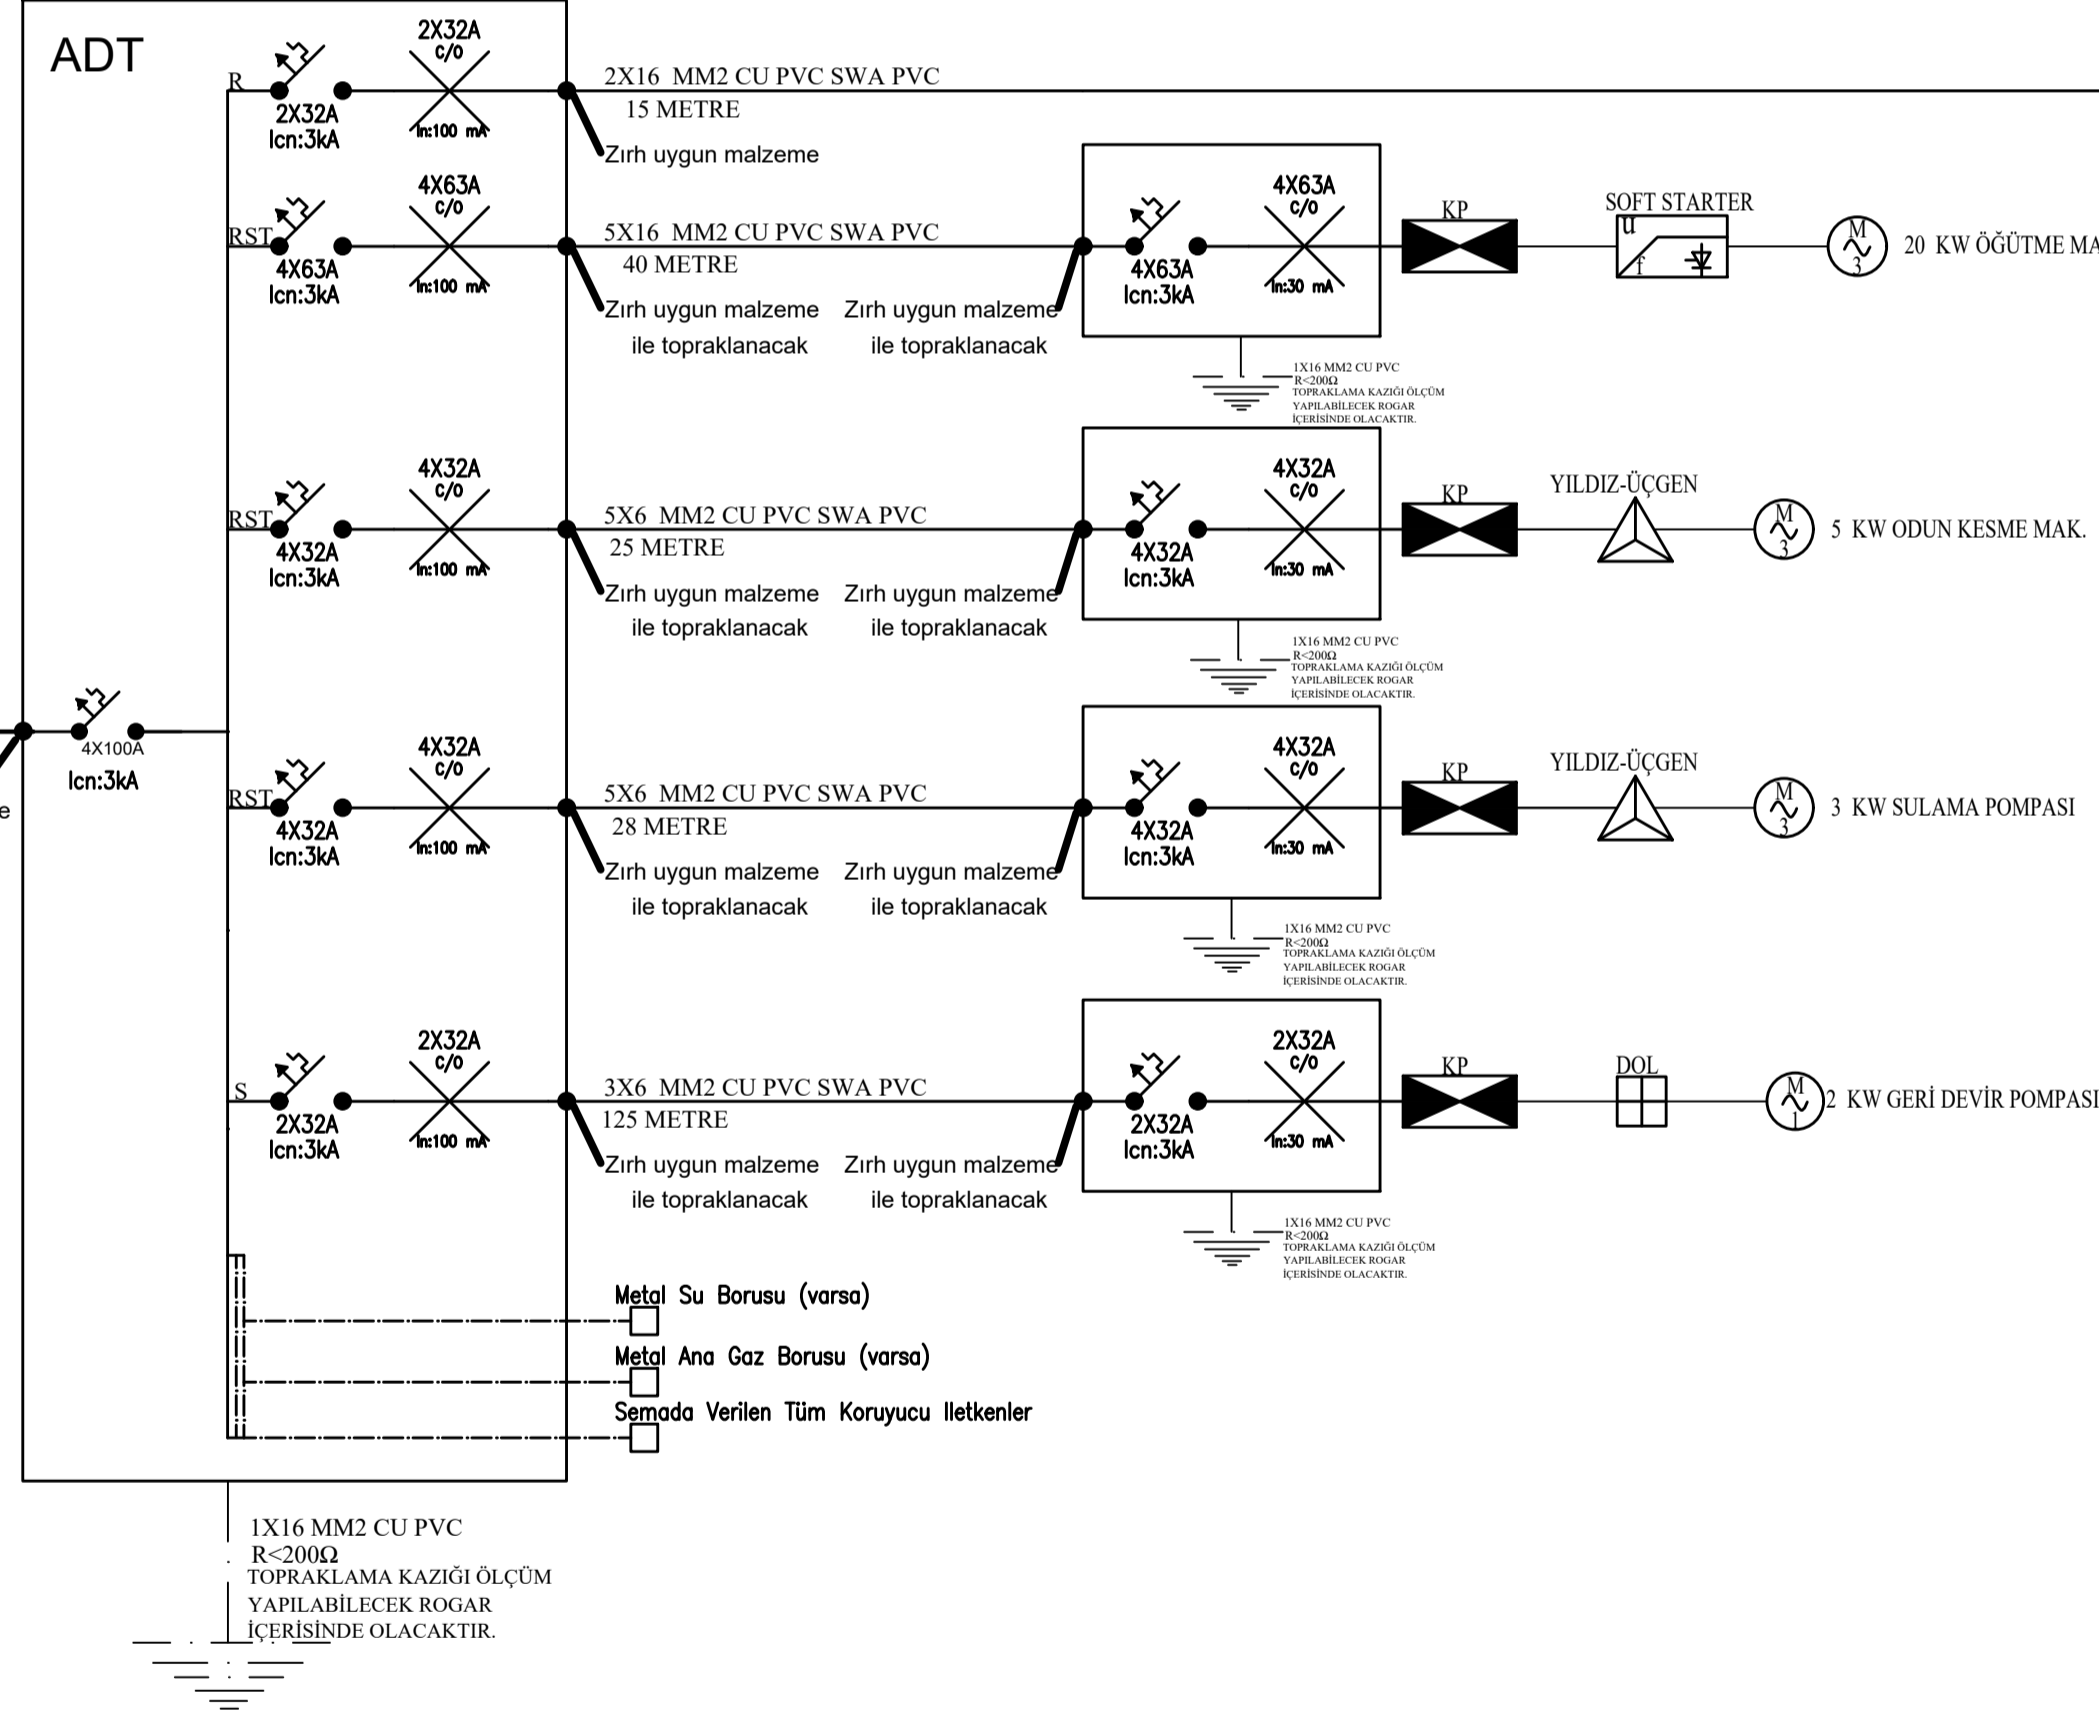 ADT
2X32A
c/o
R
2X32A
Icn:3kA
In:100 mA
2X16 MM2 CU PVC SWA PVC
15 METRE
Zırh uygun malzeme
4X63A
c/o
RST
4X63A
Icn:3kA
In:100 mA
5X16 MM2 CU PVC SWA PVC
40 METRE
Zırh uygun malzeme
ile topraklanacak
Zırh uygun malzeme
ile topraklanacak
4X63A
c/o
4X63A
Icn:3kA
In:30 mA
KP
SOFT STARTER
u
f
M
3
20 KW ÖĞÜTME MA
1X16 MM2 CU PVC
R<200Ω
TOPRAKLAMA KAZIĞI ÖLÇÜM
YAPILABİLECEK ROGAR
İÇERİSİNDE OLACAKTIR.
4X32A
c/o
RST
4X32A
Icn:3kA
In:100 mA
5X6 MM2 CU PVC SWA PVC
25 METRE
Zırh uygun malzeme
ile topraklanacak
Zırh uygun malzeme
ile topraklanacak
4X32A
c/o
4X32A
Icn:3kA
In:30 mA
KP
YILDIZ-ÜÇGEN
M
3
5 KW ODUN KESME MAK.
1X16 MM2 CU PVC
R<200Ω
TOPRAKLAMA KAZIĞI ÖLÇÜM
YAPILABİLECEK ROGAR
İÇERİSİNDE OLACAKTIR.
4X100A
Icn:3kA
e
4X32A
c/o
RST
4X32A
Icn:3kA
In:100 mA
5X6 MM2 CU PVC SWA PVC
28 METRE
Zırh uygun malzeme
ile topraklanacak
Zırh uygun malzeme
ile topraklanacak
4X32A
c/o
4X32A
Icn:3kA
In:30 mA
KP
YILDIZ-ÜÇGEN
M
3
3 KW SULAMA POMPASI
1X16 MM2 CU PVC
R<200Ω
TOPRAKLAMA KAZIĞI ÖLÇÜM
YAPILABİLECEK ROGAR
İÇERİSİNDE OLACAKTIR.
2X32A
c/o
S
2X32A
Icn:3kA
In:100 mA
3X6 MM2 CU PVC SWA PVC
125 METRE
Zırh uygun malzeme
ile topraklanacak
Zırh uygun malzeme
ile topraklanacak
2X32A
c/o
2X32A
Icn:3kA
In:30 mA
KP
DOL
M
1
2 KW GERİ DEVİR POMPASI
1X16 MM2 CU PVC
R<200Ω
TOPRAKLAMA KAZIĞI ÖLÇÜM
YAPILABİLECEK ROGAR
İÇERİSİNDE OLACAKTIR.
Metal Su Borusu (varsa)
Metal Ana Gaz Borusu (varsa)
Semada Verilen Tüm Koruyucu Iletkenler
1X16 MM2 CU PVC
R<200Ω
TOPRAKLAMA KAZIĞI ÖLÇÜM
YAPILABİLECEK ROGAR
İÇERİSİNDE OLACAKTIR.